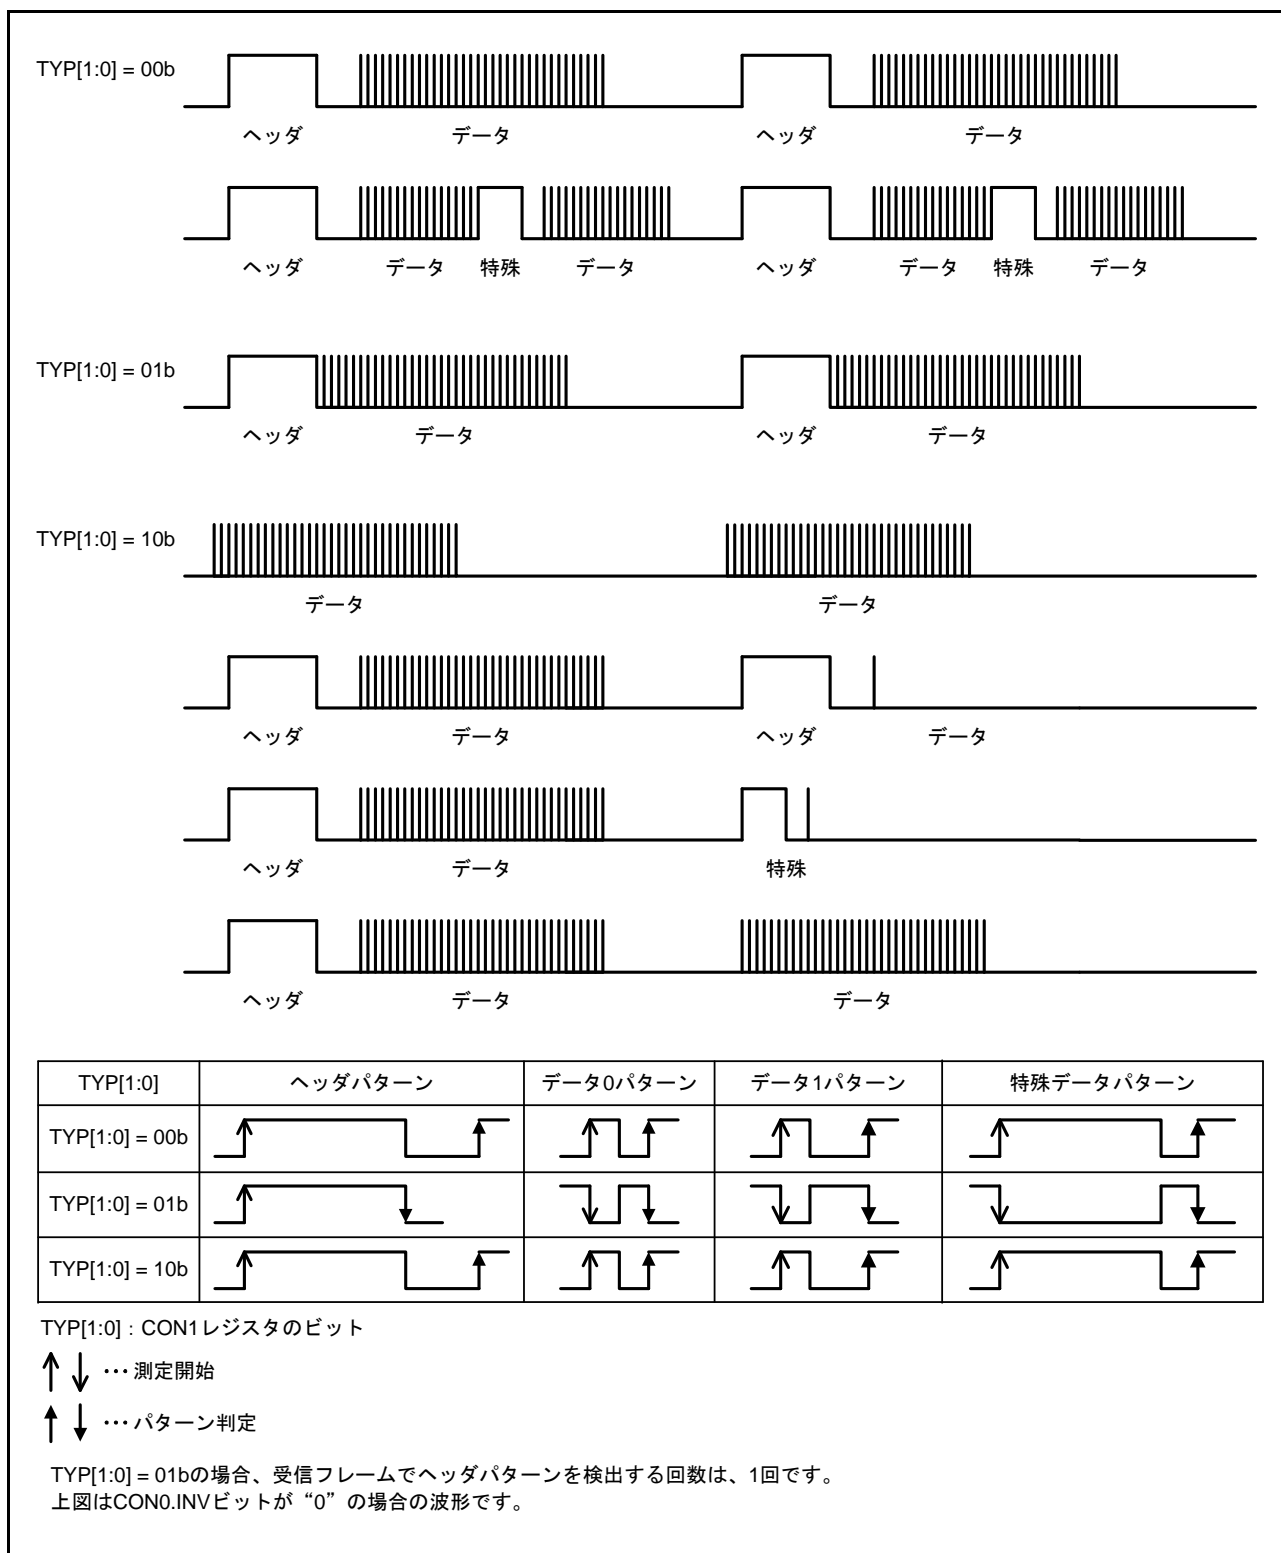 TYP[1:0] = 00b
ヘッダ データ ヘッダ データ
ヘッダ データ 特殊 データ ヘッダ データ 特殊 データ
TYP[1:0] = 01b
ヘッダ データ ヘッダ データ
TYP[1:0] = 10b
データ データ
ヘッダ データ ヘッダ データ
ヘッダ データ 特殊
ヘッダ データ データ
TYP[1:0] ヘッダパターン データ0パターン データ1パターン 特殊データパターン
TYP[1:0] = 00b
TYP[1:0] = 01b
TYP[1:0] = 10b
TYP[1:0] : CON1レジスタのビット
…測定開始
…パターン判定
TYP[1:0] = 01bの場合、受信フレームでヘッダパターンを検出する回数は、1回です。
上図はCON0.INVビットが“0”の場合の波形です。